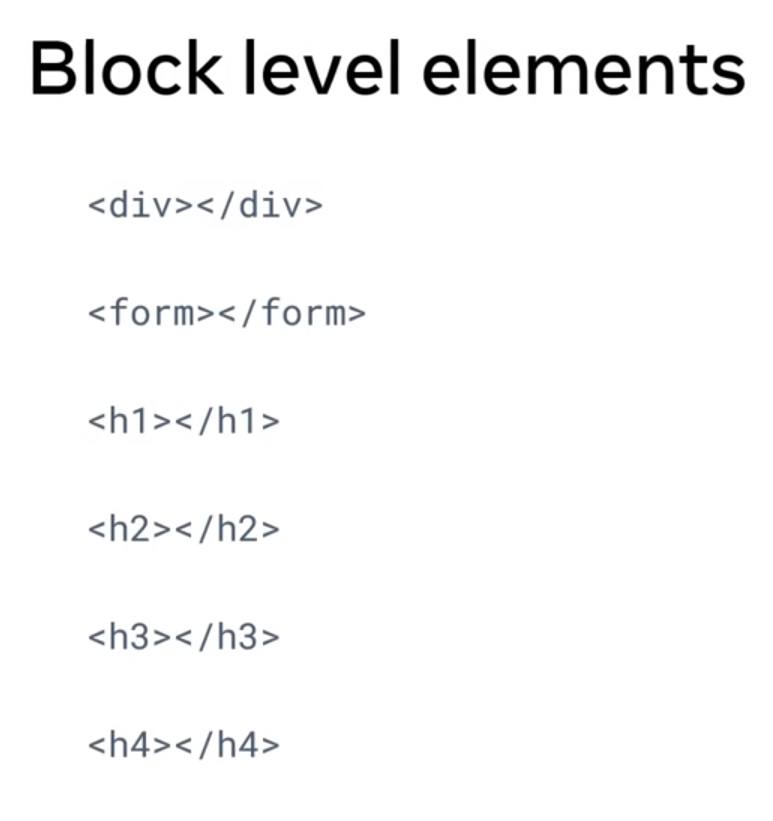 Block level elements
<div></div>
<form></form>
<h1></h1>
<h2></h2>
<h3></h3>
<h4></h4>